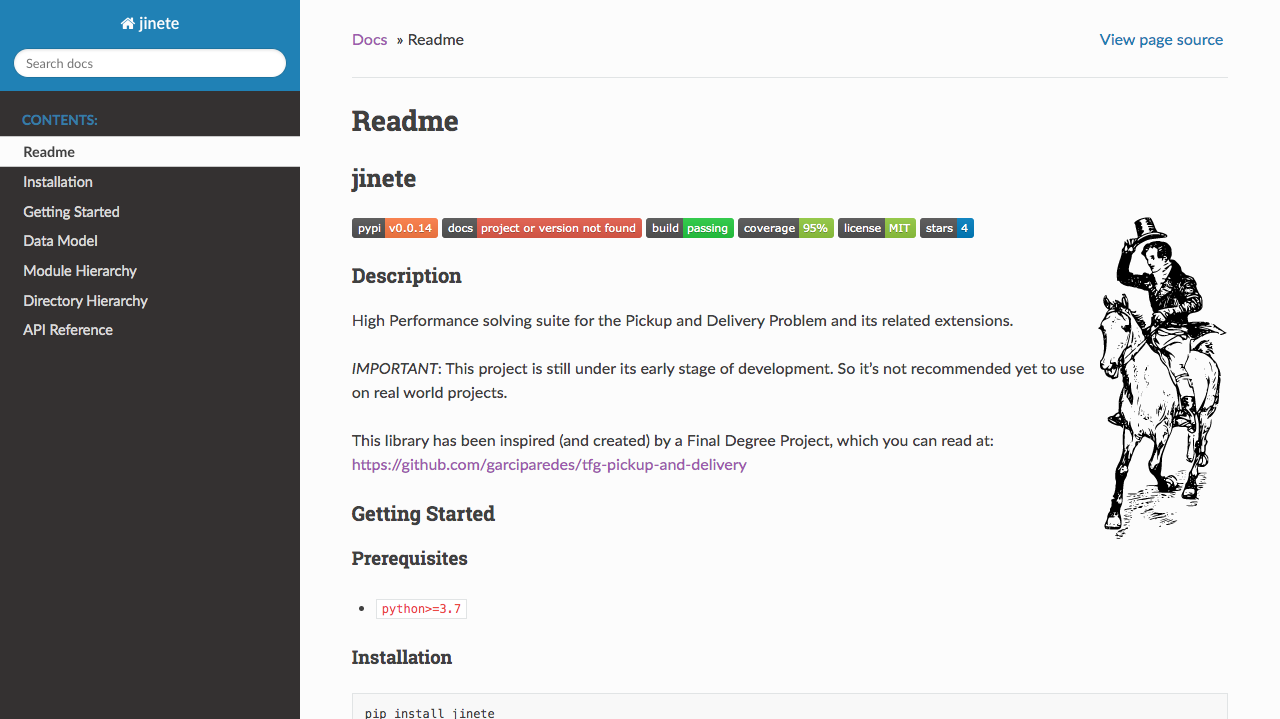 jinete
Search docs
CONTENTS:
Readme
Installation
Getting Started
Data Model
Module Hierarchy
Directory Hierarchy
API Reference
Docs » Readme
View page source
Readme
jinete
pypi v0.0.14 docs project or version not found build passing coverage 95% license MIT stars 4
Description
High Performance solving suite for the Pickup and Delivery Problem and its related extensions.
IMPORTANT: This project is still under its early stage of development. So it’s not recommended yet to use
on real world projects.
This library has been inspired (and created) by a Final Degree Project, which you can read at:
https://github.com/garciparedes/tfg-pickup-and-delivery
Getting Started
Prerequisites
• python>=3.7
Installation
pip install jinete